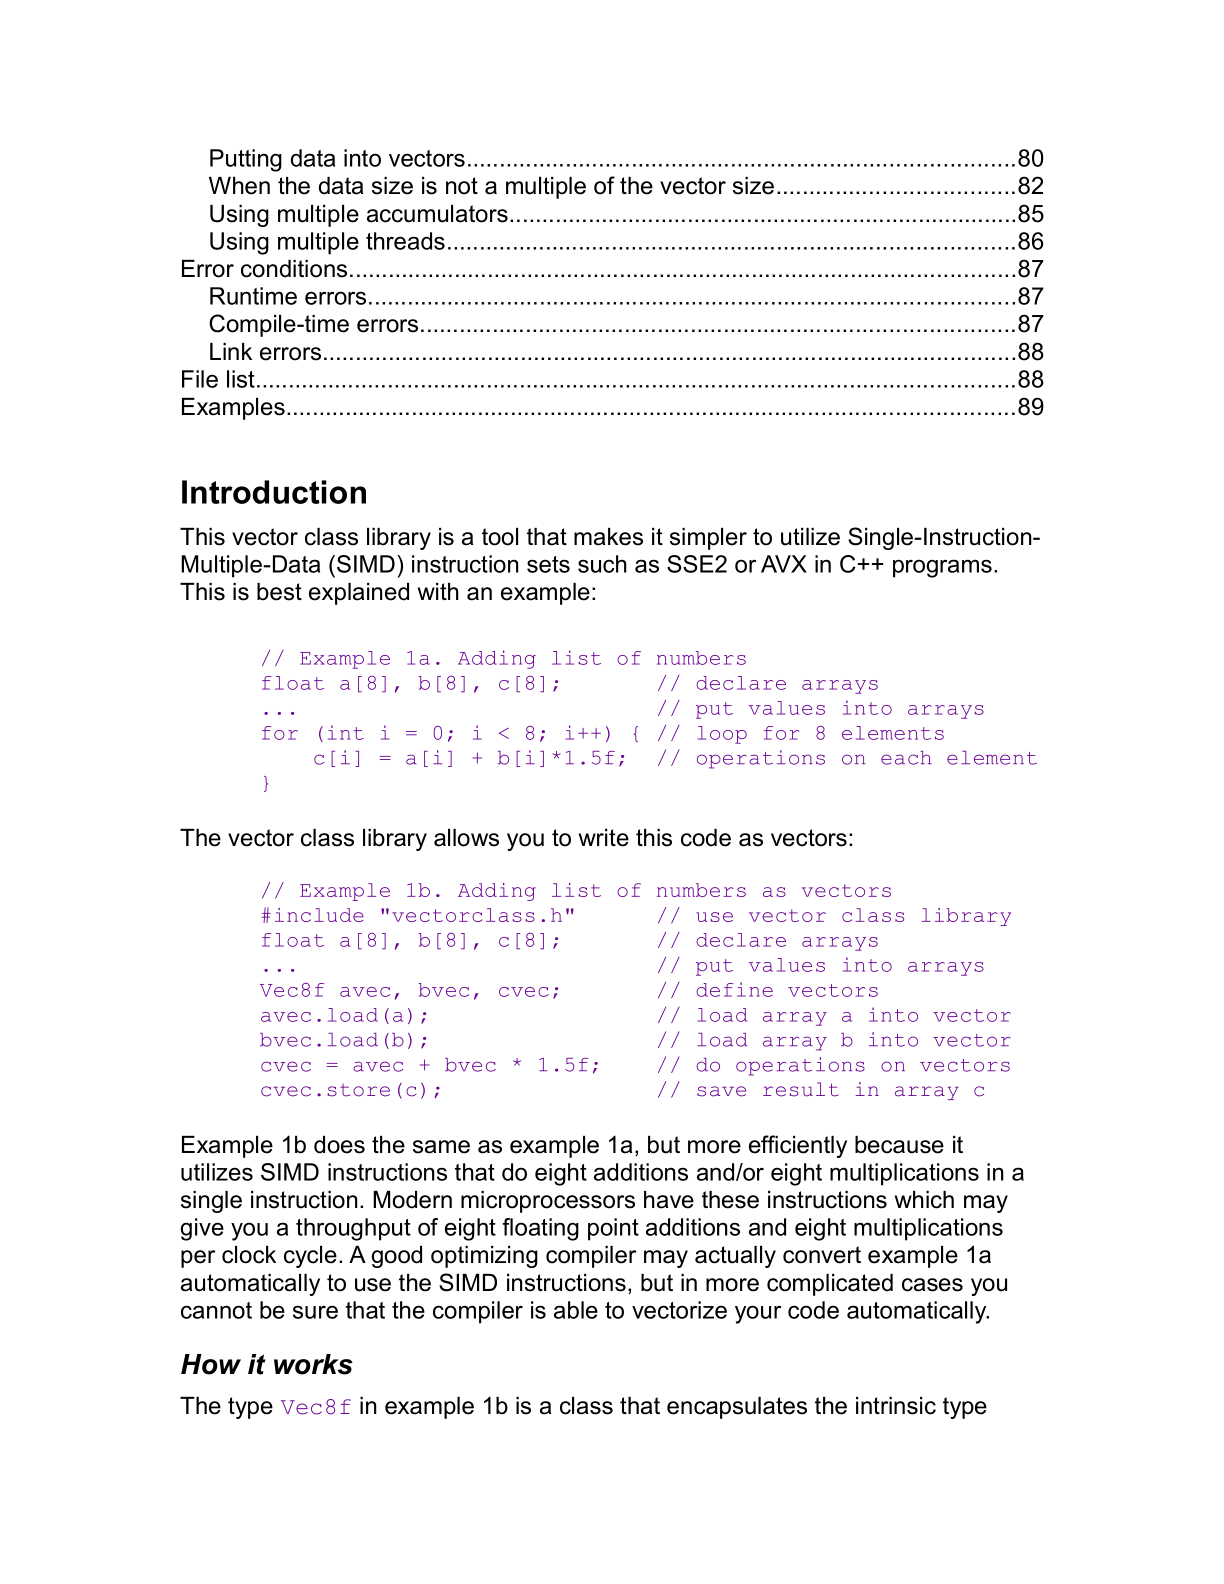 Putting data into vectors...................................................................................80
When the data size is not a multiple of the vector size....................................82
Using multiple accumulators.............................................................................85
Using multiple threads......................................................................................86
Error conditions.....................................................................................................87
Runtime errors..................................................................................................87
Compile-time errors..........................................................................................87
Link errors.........................................................................................................88
File list...................................................................................................................88
Examples..............................................................................................................89
Introduction
This vector class library is a tool that makes it simpler to utilize Single-Instruction-
Multiple-Data (SIMD) instruction sets such as SSE2 or AVX in C++ programs.
This is best explained with an example:
// Example 1a. Adding list of numbers
float a[8], b[8], c[8];       // declare arrays
...                           // put values into arrays
for (int i = 0; i < 8; i++) { // loop for 8 elements
    c[i] = a[i] + b[i]*1.5f;  // operations on each element
}
The vector class library allows you to write this code as vectors:
// Example 1b. Adding list of numbers as vectors
#include "vectorclass.h"      // use vector class library
float a[8], b[8], c[8];       // declare arrays
...                           // put values into arrays
Vec8f avec, bvec, cvec;       // define vectors
avec.load(a);                 // load array a into vector
bvec.load(b);                 // load array b into vector
cvec = avec + bvec * 1.5f;    // do operations on vectors
cvec.store(c);                // save result in array c
Example 1b does the same as example 1a, but more efficiently because it
utilizes SIMD instructions that do eight additions and/or eight multiplications in a
single instruction. Modern microprocessors have these instructions which may
give you a throughput of eight floating point additions and eight multiplications
per clock cycle. A good optimizing compiler may actually convert example 1a
automatically to use the SIMD instructions, but in more complicated cases you
cannot be sure that the compiler is able to vectorize your code automatically.
How it works
The type Vec8f in example 1b is a class that encapsulates the intrinsic type